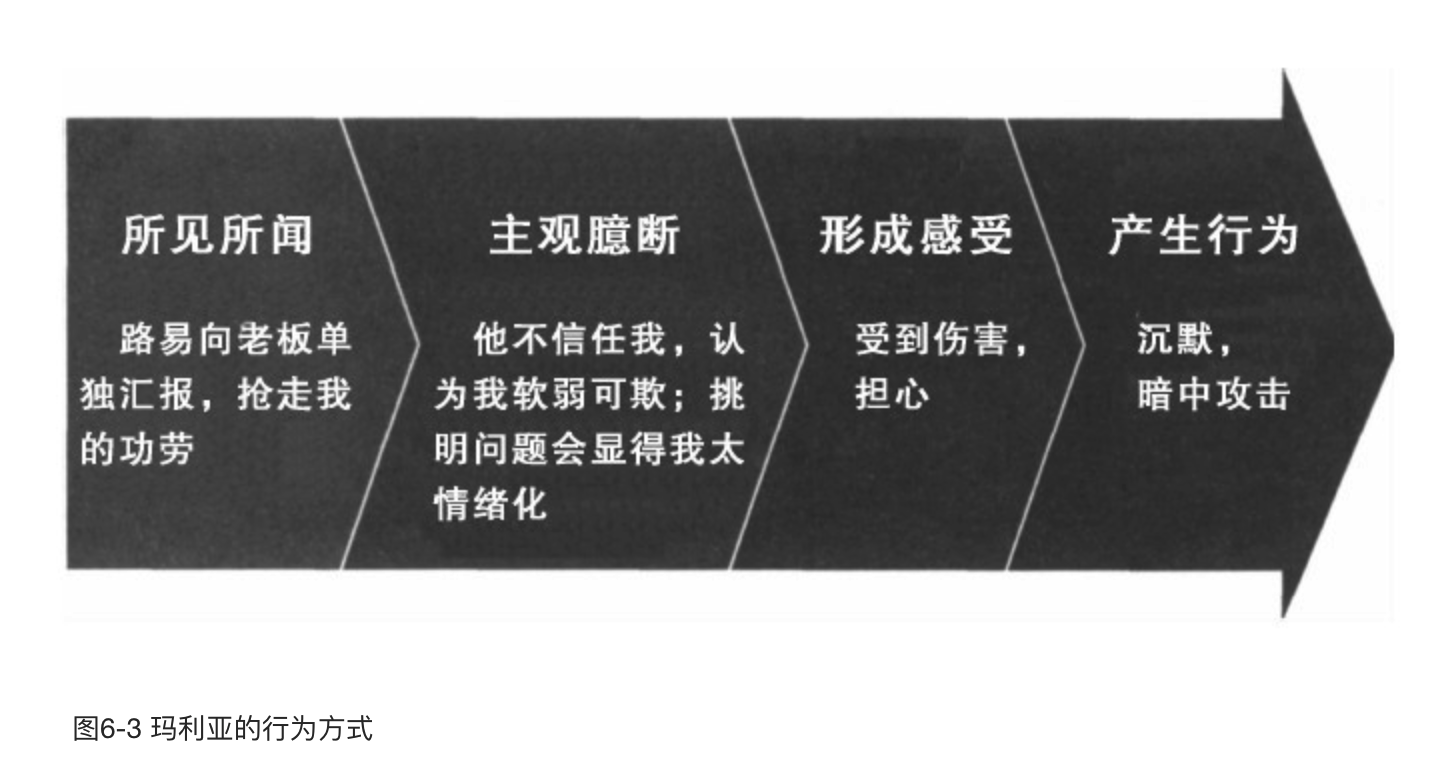 所见所闻
路易向老板单
独汇报，抢走我
的功劳
主观臆断
他不信任我，认
为我软弱可欺；挑
明问题会显得我太
情绪化
形成感受
受到伤害，
担心
产生行为
沉默，
暗中攻击
图6-3 玛利亚的行为方式